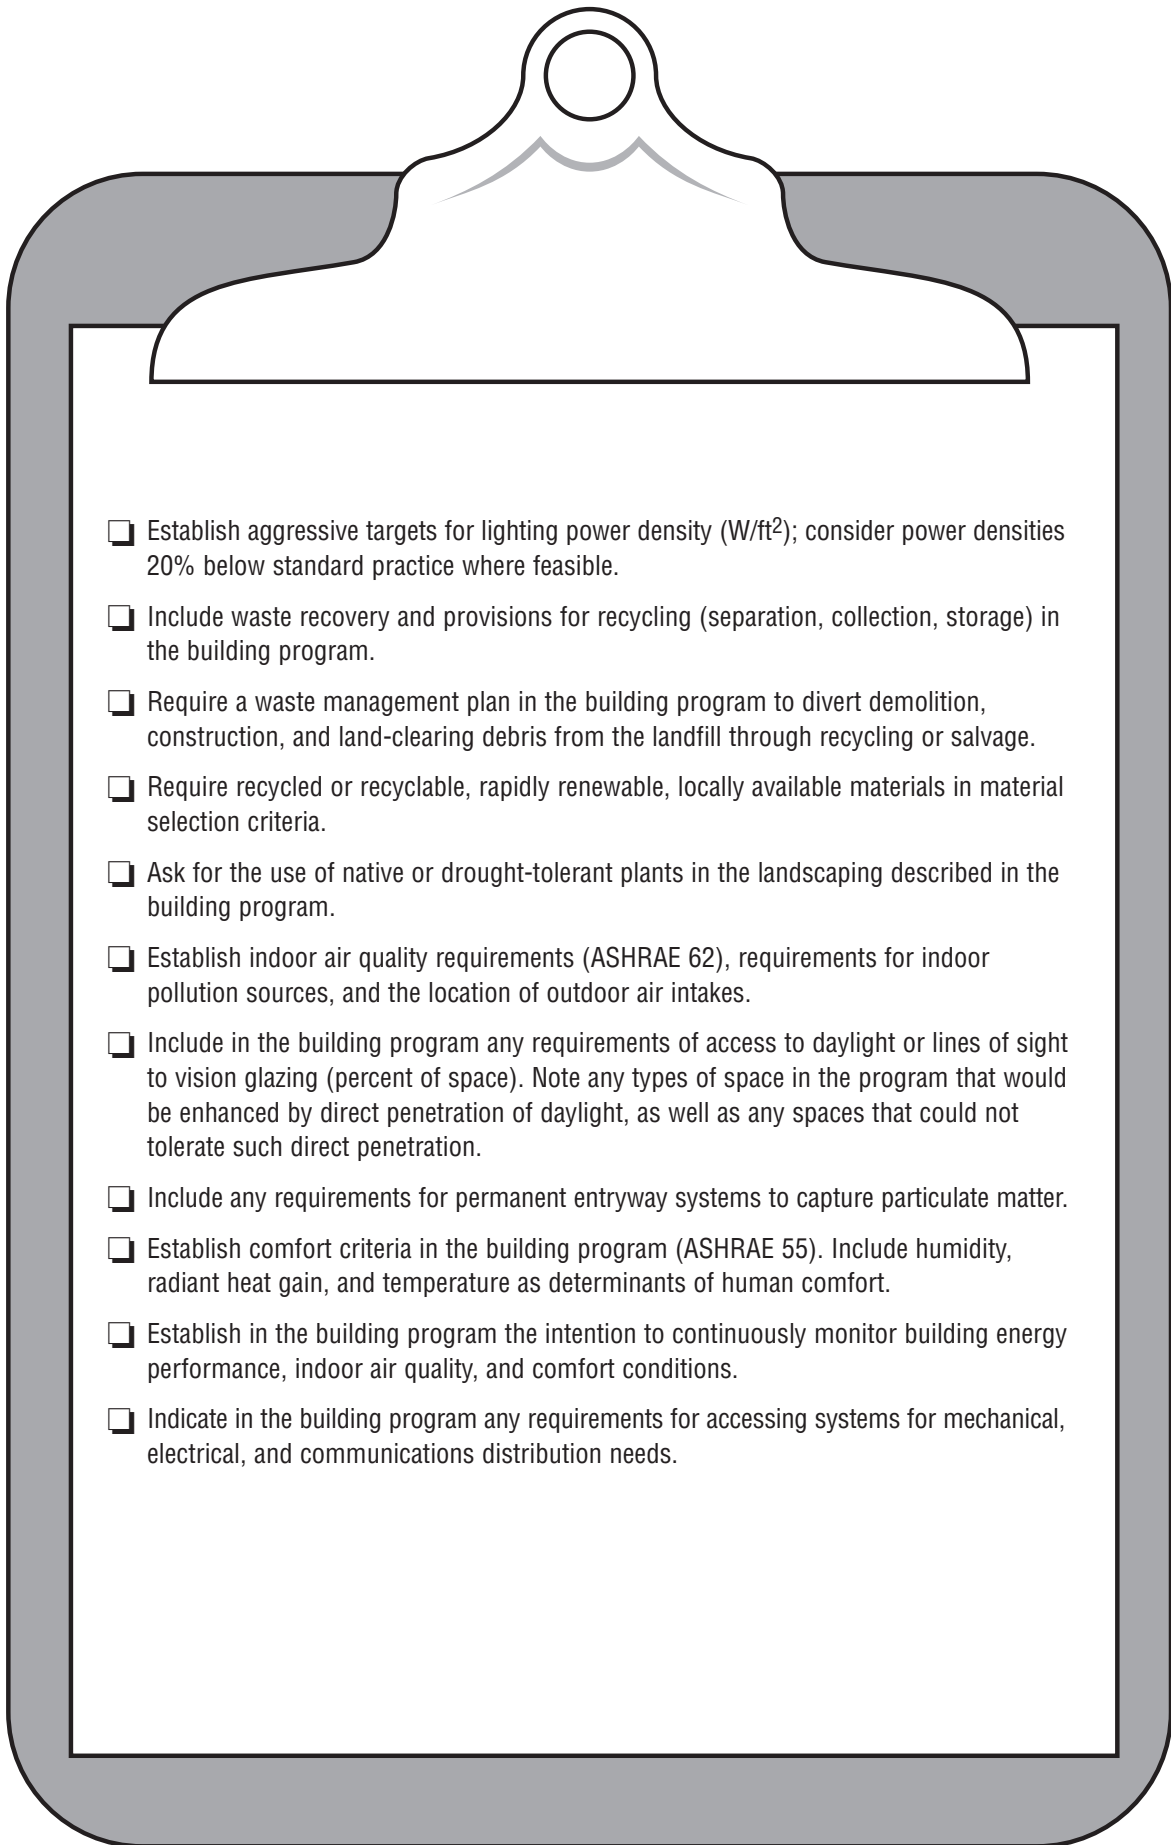 ❏ Establish aggressive targets for lighting power density (W/ft²); consider power densities
20% below standard practice where feasible.
❏ Include waste recovery and provisions for recycling (separation, collection, storage) in
the building program.
❏ Require a waste management plan in the building program to divert demolition,
construction, and land-clearing debris from the landfill through recycling or salvage.
❏ Require recycled or recyclable, rapidly renewable, locally available materials in material
selection criteria.
❏ Ask for the use of native or drought-tolerant plants in the landscaping described in the
building program.
❏ Establish indoor air quality requirements (ASHRAE 62), requirements for indoor
pollution sources, and the location of outdoor air intakes.
❏ Include in the building program any requirements of access to daylight or lines of sight
to vision glazing (percent of space). Note any types of space in the program that would
be enhanced by direct penetration of daylight, as well as any spaces that could not
tolerate such direct penetration.
❏ Include any requirements for permanent entryway systems to capture particulate matter.
❏ Establish comfort criteria in the building program (ASHRAE 55). Include humidity,
radiant heat gain, and temperature as determinants of human comfort.
❏ Establish in the building program the intention to continuously monitor building energy
performance, indoor air quality, and comfort conditions.
❏ Indicate in the building program any requirements for accessing systems for mechanical,
electrical, and communications distribution needs.